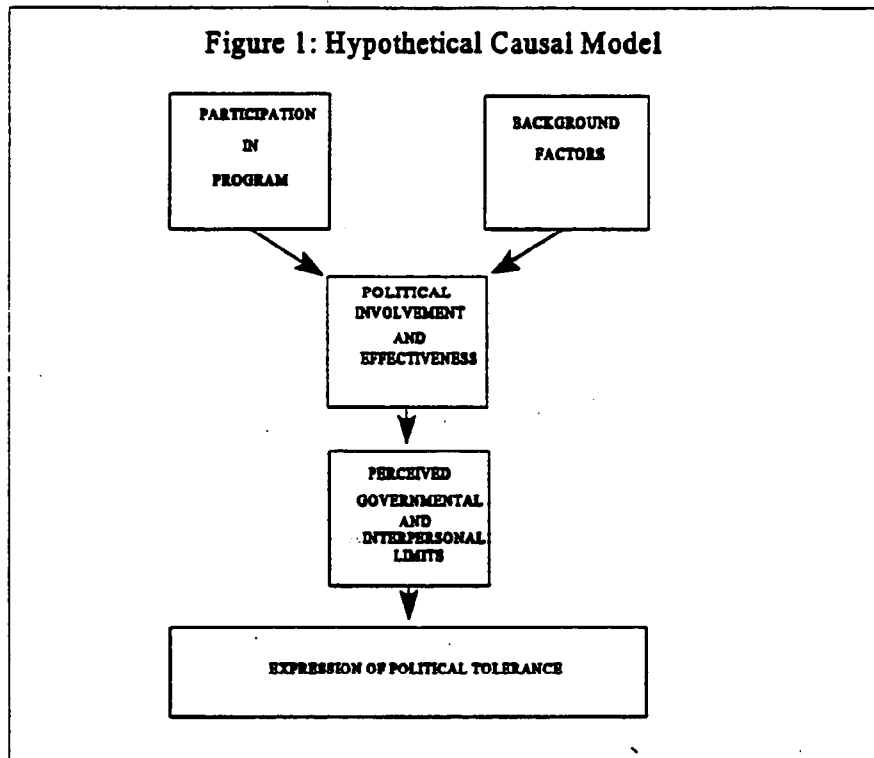 Figure 1: Hypothetical Causal Model
PARTICIPATION
IN
PROGRAM
BACKGROUND
FACTORS
POLITICAL
INVOLVEMENT
AND
EFFECTIVENESS
PERCEIVED
GOVERNMENTAL
AND
INTERPERSONAL
LIMITS
EXPRESSION OF POLITICAL TOLERANCE